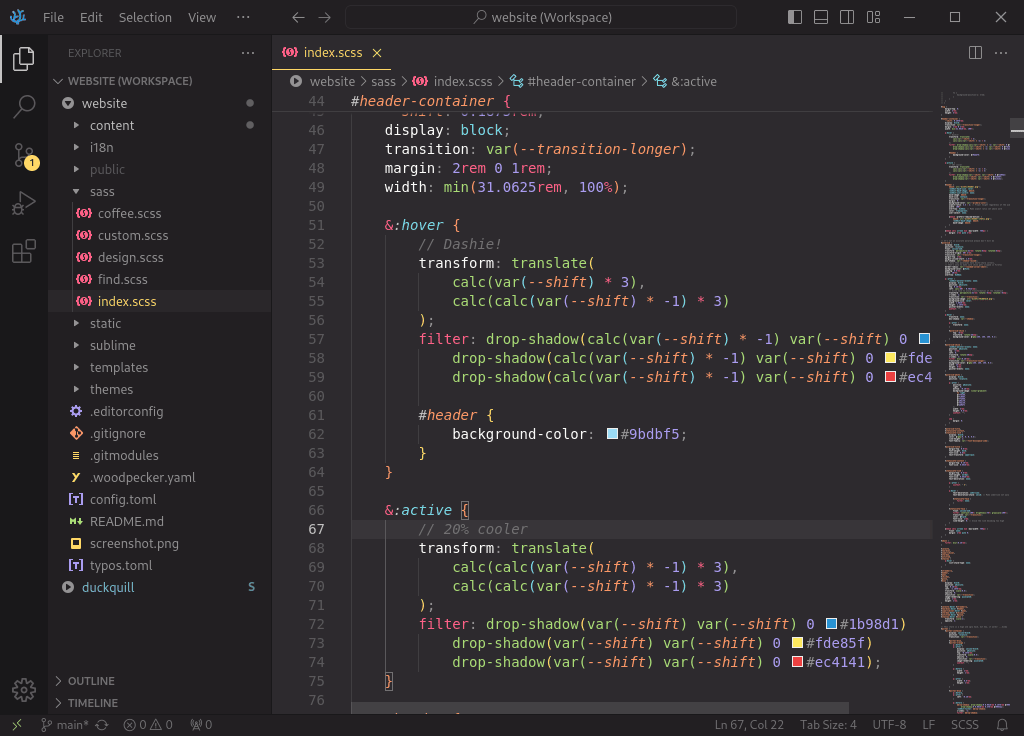 File Edit Selection View ··· website (Workspace)
EXPLORER ···
WEBSITE (WORKSPACE)
website
content
i18n
public
sass
coffee.scss
custom.scss
design.scss
find.scss
index.scss
static
sublime
templates
themes
.editorconfig
.gitignore
.gitmodules
.woodpecker.yaml
config.toml
README.md
screenshot.png
typos.toml
duckquill S
OUTLINE
TIMELINE
1
index.scss
website > sass > index.scss > #header-container > &:active
44 #header-container {
46 display: block;
47 transition: var(--transition-longer);
48 margin: 2rem 0 1rem;
49 width: min(31.0625rem, 100%);
50
51 &:hover {
52 // Dashie!
53 transform: translate(
54 calc(var(--shift) * 3),
55 calc(calc(var(--shift) * -1) * 3)
56 );
57 filter: drop-shadow(calc(var(--shift) * -1) var(--shift) 0
58 drop-shadow(calc(var(--shift) * -1) var(--shift) 0 #fde
59 drop-shadow(calc(var(--shift) * -1) var(--shift) 0 #ec4
60
61 #header {
62 background-color: #9bdbf5;
63 }
64 }
65
66 &:active {
67 // 20% cooler
68 transform: translate(
69 calc(calc(var(--shift) * -1) * 3),
70 calc(calc(var(--shift) * -1) * 3)
71 );
72 filter: drop-shadow(var(--shift) var(--shift) 0 #1b98d1)
73 drop-shadow(var(--shift) var(--shift) 0 #fde85f)
74 drop-shadow(var(--shift) var(--shift) 0 #ec4141);
75 }
76
main* 0 0 0 Ln 67, Col 22 Tab Size: 4 UTF-8 LF SCSS